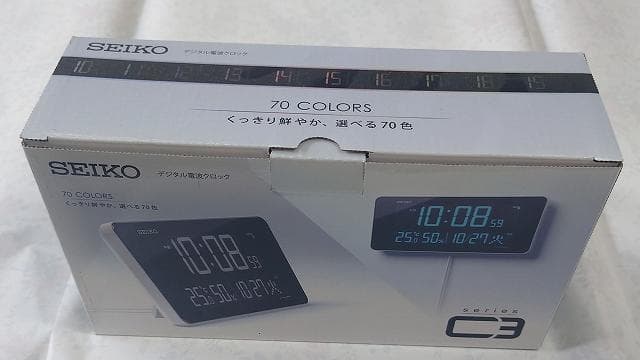 SEIKO デジタル電波クロック
10 11 12 13 14 15 16 17 18 19
70 COLORS
くっきり鮮やか、選べる70色
SEIKO デジタル電波クロック
70 COLORS
くっきり鮮やか、選べる70色
SEIKO
10:08 59
25℃ 50% 10/27 火
SEIKO
10:08 59
25℃ 50% 10/27 火
series
C3